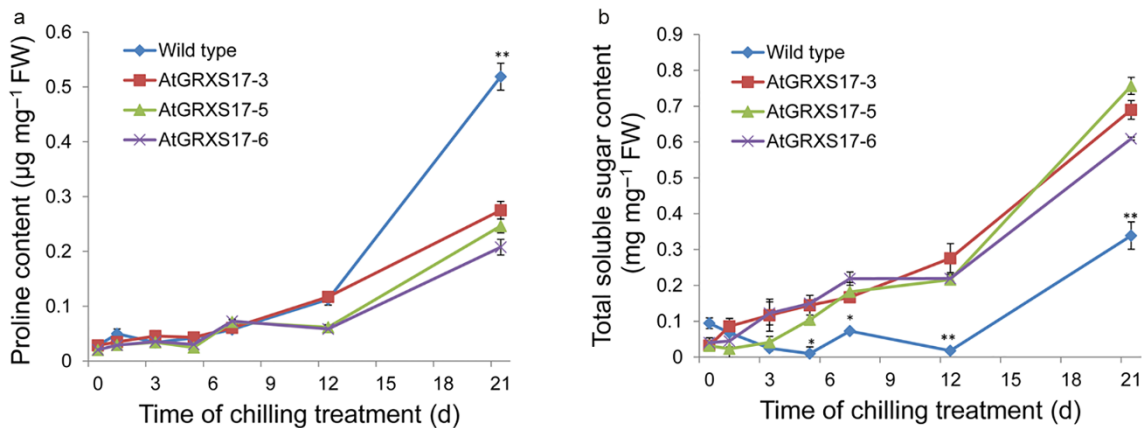 a
Proline content (µg mg⁻¹ FW)
0.6
0.5
0.4
0.3
0.2
0.1
0
Wild type
AtGRXS17-3
AtGRXS17-5
AtGRXS17-6
**
0 3 6 9 12 15 18 21
Time of chilling treatment (d)
b
Total soluble sugar content
(mg mg⁻¹ FW)
0.9
0.8
0.7
0.6
0.5
0.4
0.3
0.2
0.1
0
Wild type
AtGRXS17-3
AtGRXS17-5
AtGRXS17-6
*
*
**
**
0 3 6 9 12 15 18 21
Time of chilling treatment (d)